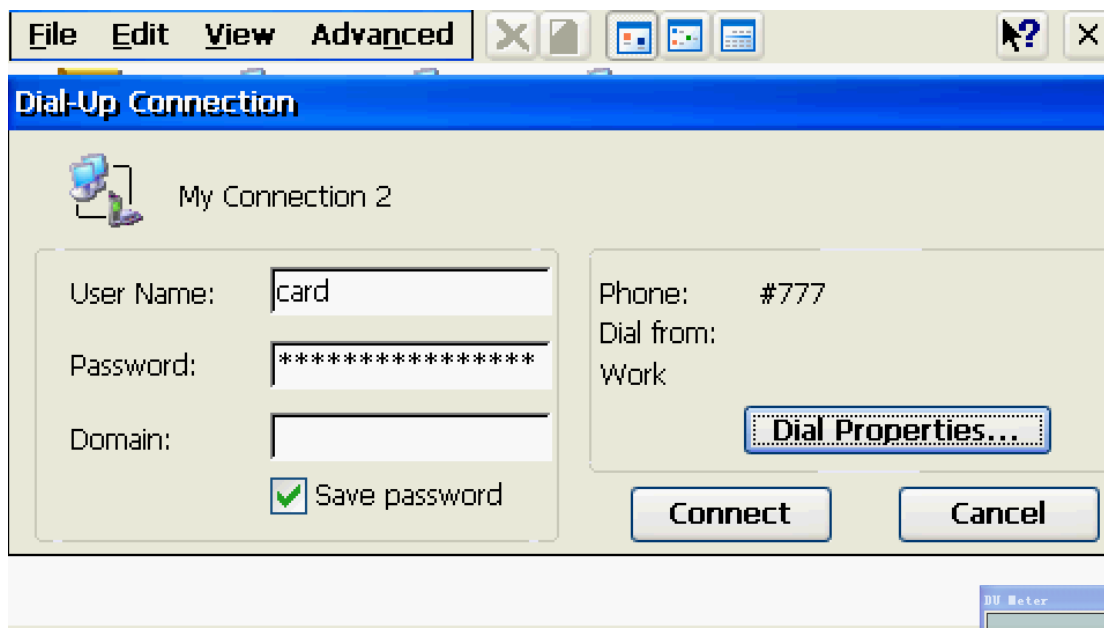 File Edit View Advanced ?
Dial-Up Connection
My Connection 2
User Name: card
Password: ****************
Domain:
Save password
Phone: #777
Dial from:
Work
Dial Properties...
Connect Cancel
DU Meter